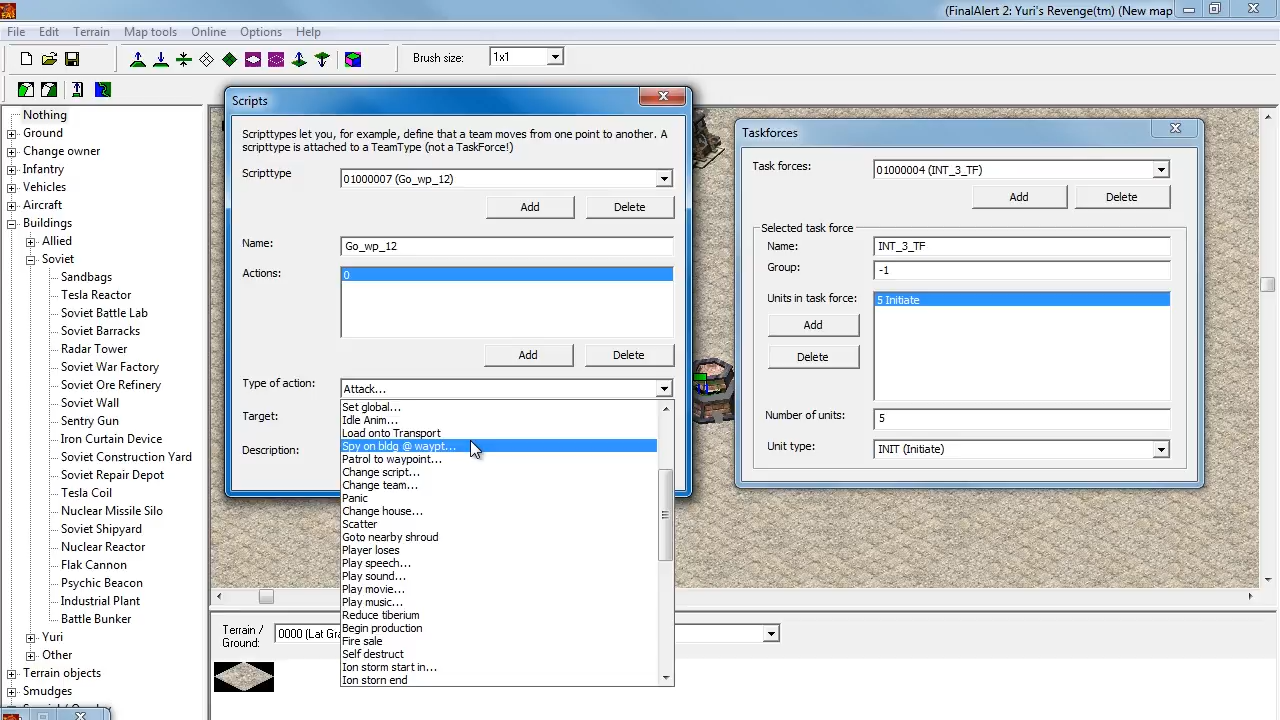 (FinalAlert 2: Yuri's Revenge(tm) (New map
File Edit Terrain Map tools Online Options Help
Brush size: 1x1
Nothing
Ground
Change owner
Infantry
Vehicles
Aircraft
Buildings
Allied
Soviet
Sandbags
Tesla Reactor
Soviet Battle Lab
Soviet Barracks
Radar Tower
Soviet War Factory
Soviet Ore Refinery
Soviet Wall
Sentry Gun
Iron Curtain Device
Soviet Construction Yard
Soviet Repair Depot
Tesla Coil
Nuclear Missile Silo
Soviet Shipyard
Nuclear Reactor
Flak Cannon
Psychic Beacon
Industrial Plant
Battle Bunker
Yuri
Other
Terrain objects
Smudges
Scripts
Scripttypes let you, for example, define that a team moves from one point to another. A
scripttype is attached to a TeamType (not a TaskForce!)
Scripttype 01000007 (Go_wp_12)
Add Delete
Name: Go_wp_12
Actions: 0
Add Delete
Type of action: Attack...
Target:
Description:
Set global...
Idle Anim...
Load onto Transport
Spy on bldg @ waypt...
Patrol to waypoint...
Change script...
Change team...
Panic
Change house...
Scatter
Goto nearby shroud
Player loses
Play speech...
Play sound...
Play movie...
Play music...
Reduce tiberium
Begin production
Fire sale
Self destruct
Ion storm start in...
Ion storn end
Taskforces
Task forces: 01000004 (INT_3_TF)
Add Delete
Selected task force
Name: INT_3_TF
Group: -1
Units in task force: 5 Initiate
Add
Delete
Number of units: 5
Unit type: INIT (Initiate)
Terrain /
Ground: 0000 (Lat Gr